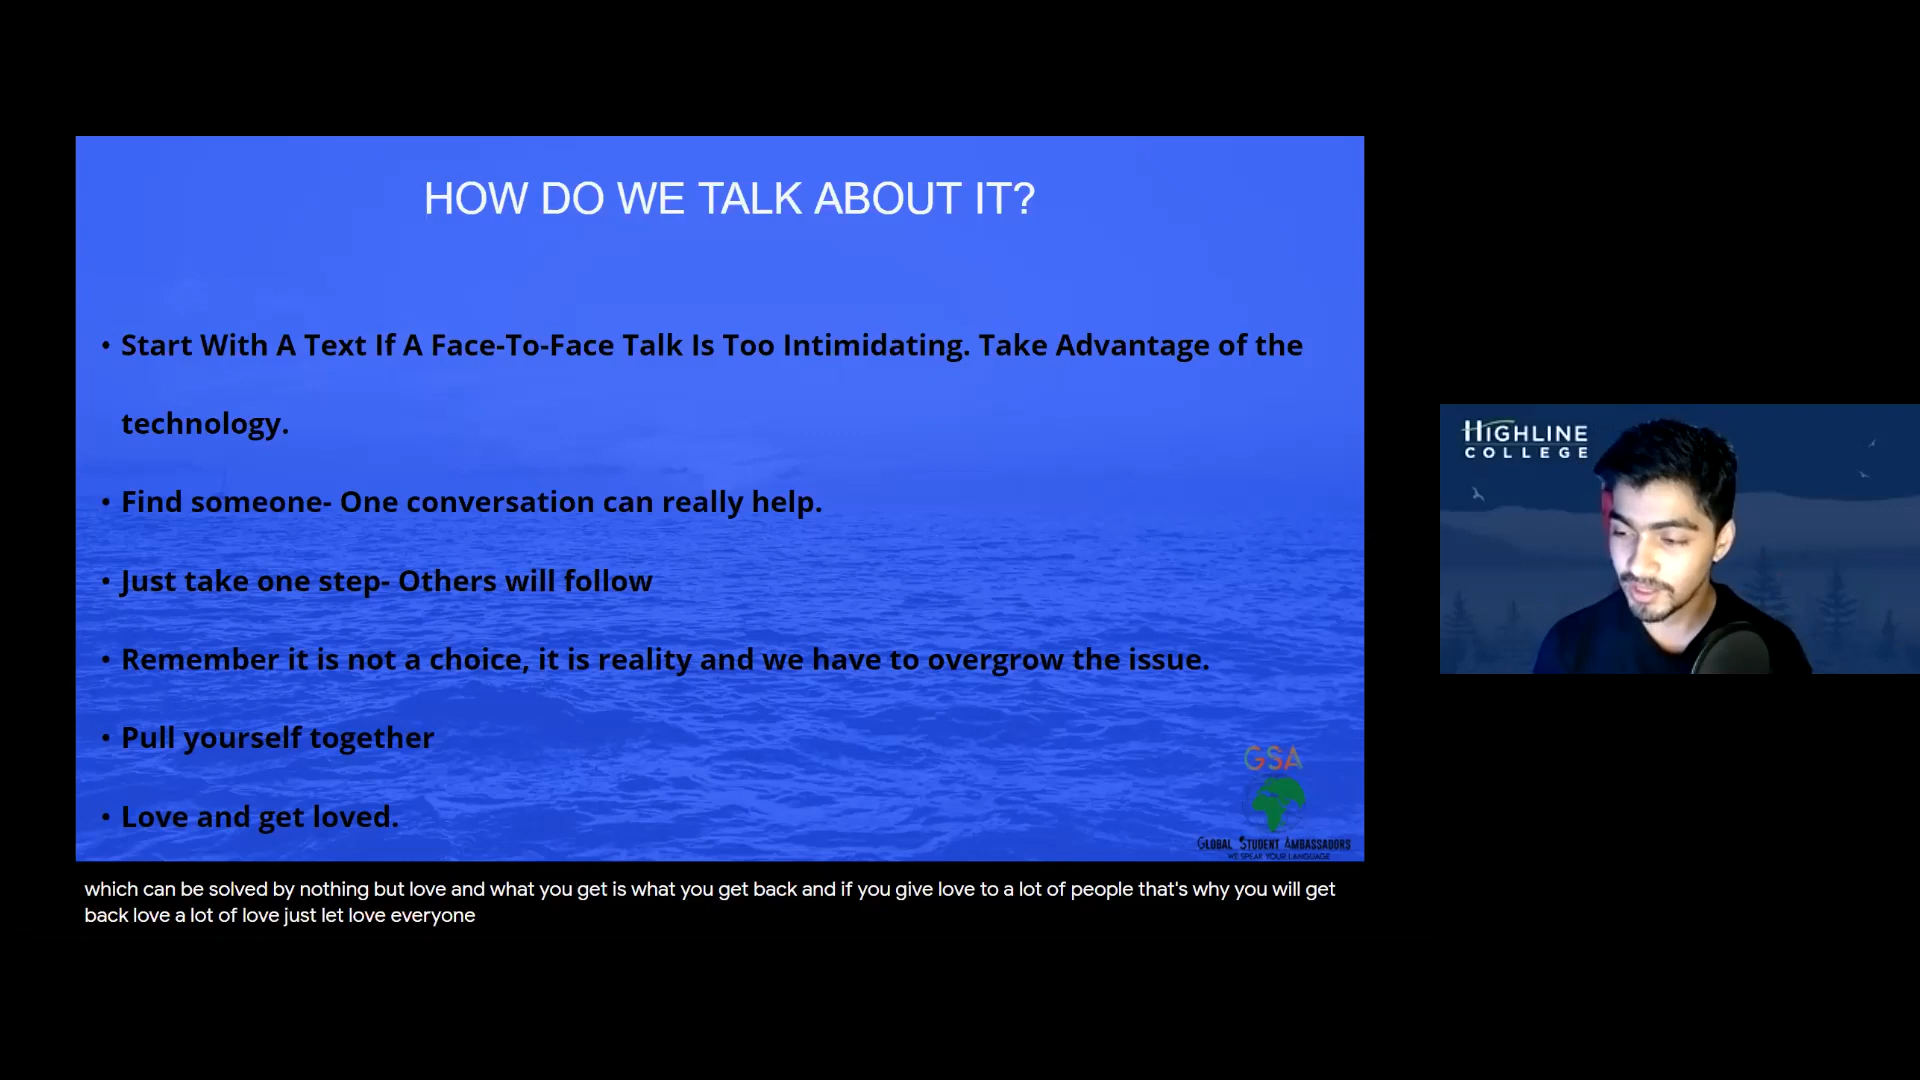 HOW DO WE TALK ABOUT IT?
• Start With A Text If A Face-To-Face Talk Is Too Intimidating. Take Advantage of the
technology.
• Find someone- One conversation can really help.
• Just take one step- Others will follow
• Remember it is not a choice, it is reality and we have to overgrow the issue.
• Pull yourself together
• Love and get loved.
GSA
GLOBAL STUDENT AMBASSADORS
WE SPEAK YOUR LANGUAGE
HIGHLINE
COLLEGE
which can be solved by nothing but love and what you get is what you get back and if you give love to a lot of people that's why you will get
back love a lot of love just let love everyone